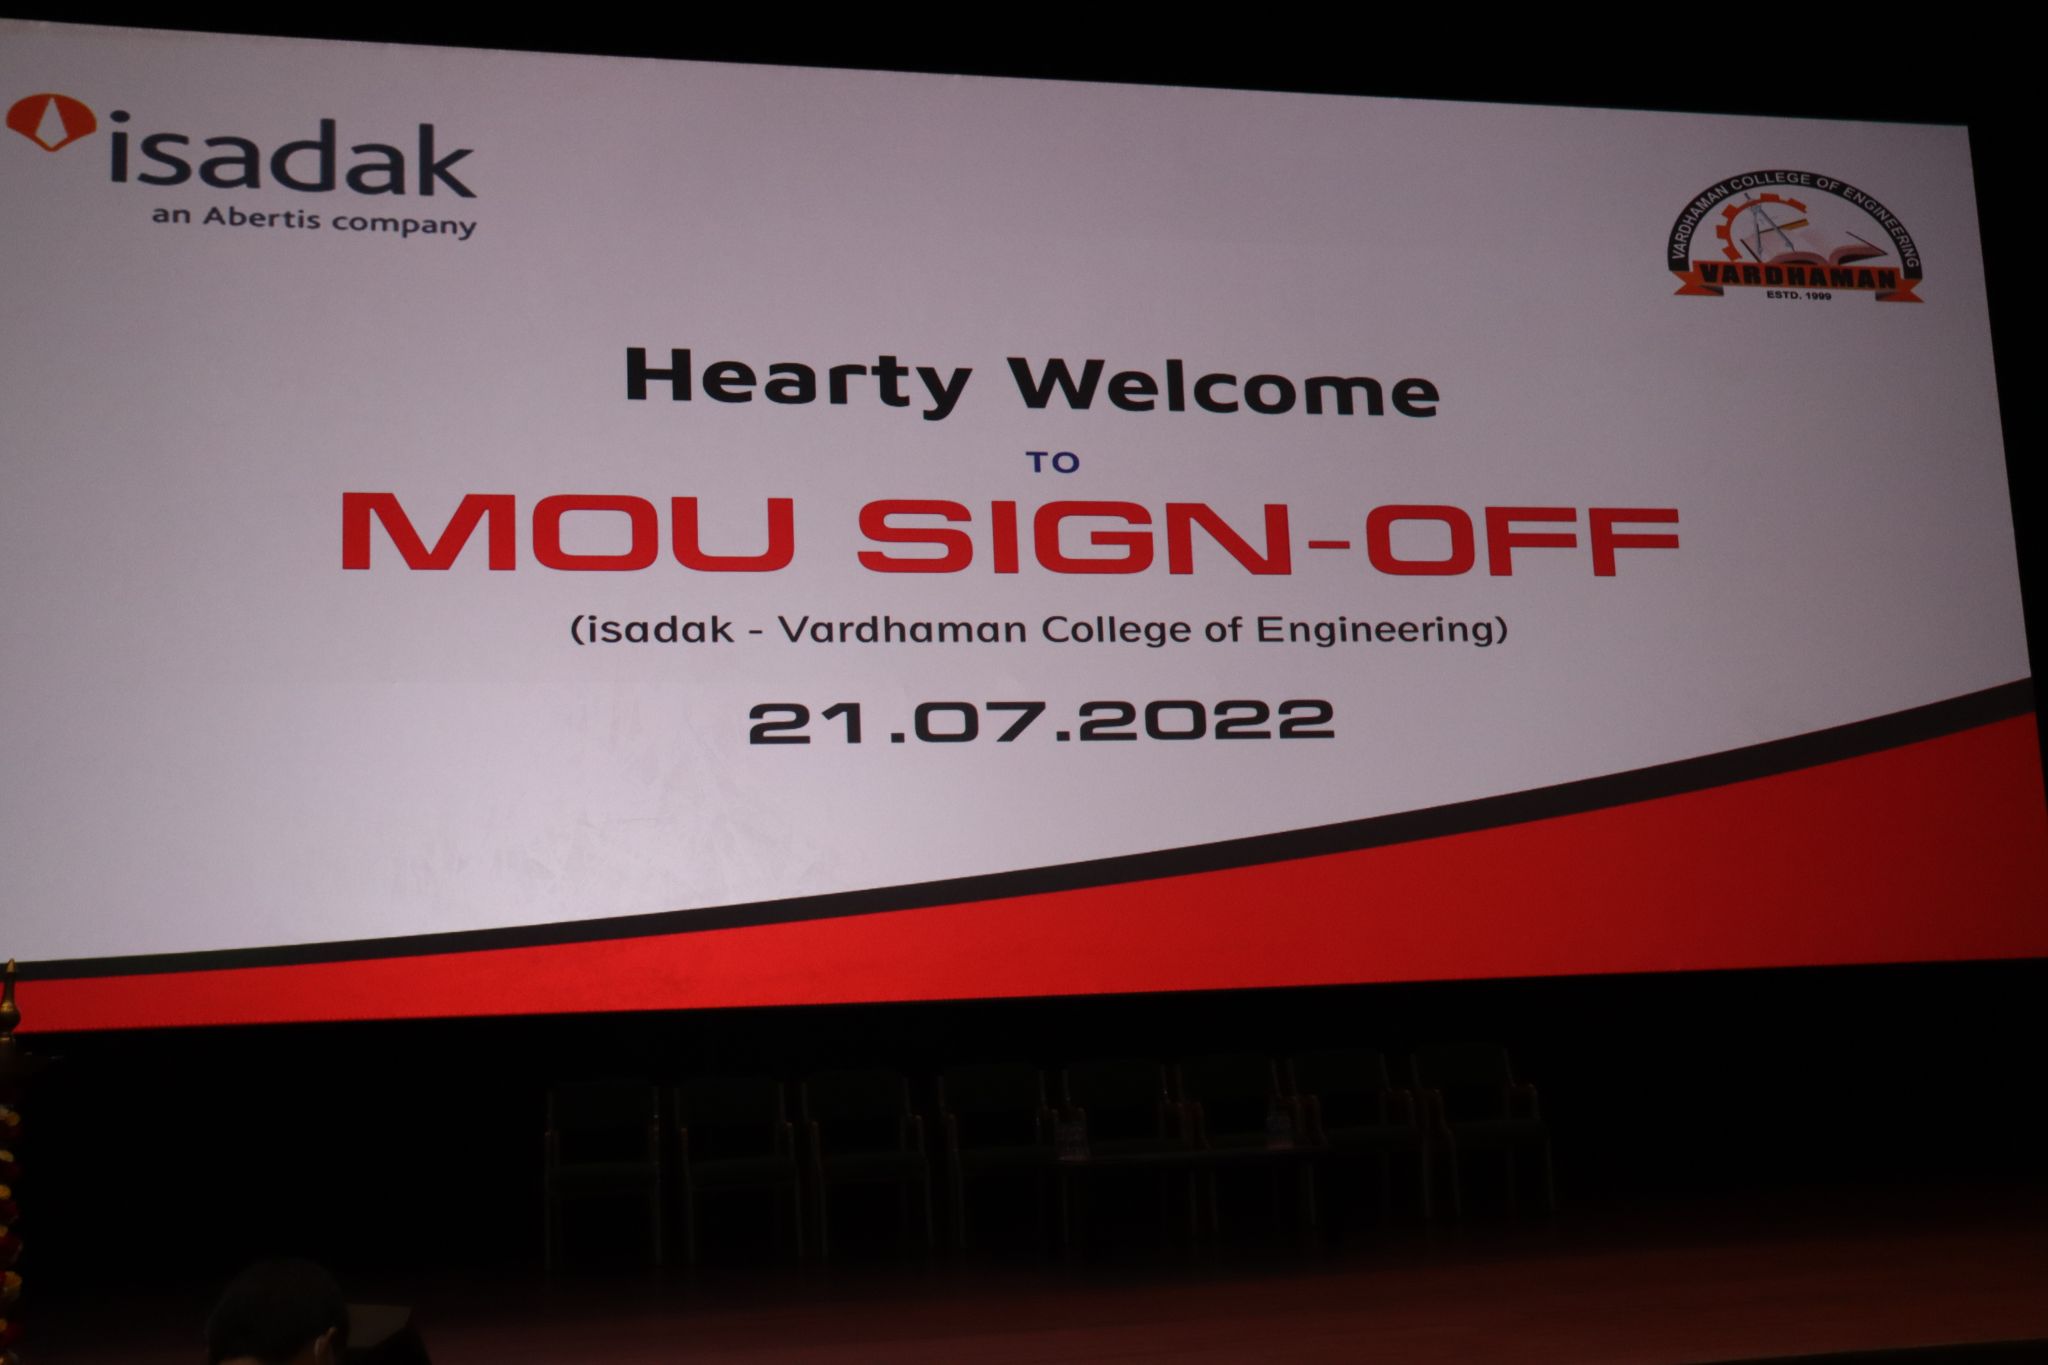 isadak
an Abertis company
VARDHAMAN COLLEGE OF ENGINEERING
VARDHAMAN
ESTD. 1999
Hearty Welcome
TO
MOU SIGN-OFF
(isadak - Vardhaman College of Engineering)
21.07.2022